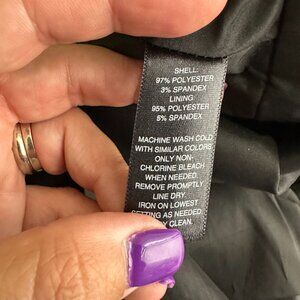 SHELL:
97% POLYESTER
3% SPANDEX
LINING:
95% POLYESTER
5% SPANDEX
MACHINE WASH COLD
WITH SIMILAR COLORS
ONLY NON-
CHLORINE BLEACH
WHEN NEEDED.
REMOVE PROMPTLY
LINE DRY.
IRON ON LOWEST
SETTING AS NEEDED.
CLEAN.